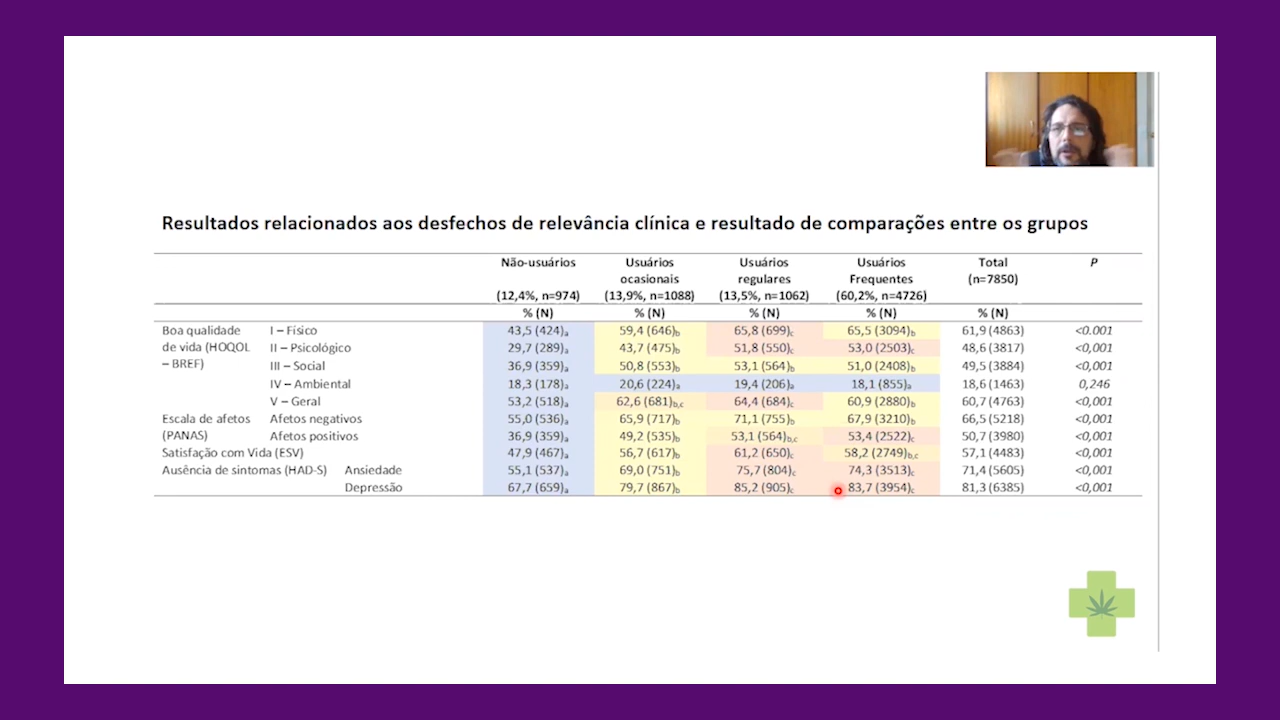 Resultados relacionados aos desfechos de relevância clínica e resultado de comparações entre os grupos
Não-usuários Usuários Usuários Usuários Total P
ocasionais regulares Frequentes (n=7850)
(12,4%, n=974) (13,9%, n=1088) (13,5%, n=1062) (60,2%, n=4726)
% (N) % (N) % (N) % (N) % (N)
Boa qualidade I – Físico 43,5 (424)a 59,4 (646)b 65,8 (699)c 65,5 (3094)b 61,9 (4863) <0.001
de vida (HOQOL II – Psicológico 29,7 (289)a 43,7 (475)b 51,8 (550)c 53,0 (2503)c 48,6 (3817) <0,001
– BREF) III – Social 36,9 (359)a 50,8 (553)b 53,1 (564)b 51,0 (2408)b 49,5 (3884) <0,001
IV – Ambiental 18,3 (178)a 20,6 (224)a 19,4 (206)a 18,1 (855)a 18,6 (1463) 0,246
V – Geral 53,2 (518)a 62,6 (681)b,c 64,4 (684)c 60,9 (2880)b 60,7 (4763) <0,001
Escala de afetos Afetos negativos 55,0 (536)a 65,9 (717)b 71,1 (755)b 67,9 (3210)b 66,5 (5218) <0,001
(PANAS) Afetos positivos 36,9 (359)a 49,2 (535)b 53,1 (564)b,c 53,4 (2522)c 50,7 (3980) <0,001
Satisfação com Vida (ESV) 47,9 (467)a 56,7 (617)b 61,2 (650)c 58,2 (2749)b,c 57,1 (4483) <0,001
Ausência de sintomas (HAD-S) Ansiedade 55,1 (537)a 69,0 (751)b 75,7 (804)c 74,3 (3513)c 71,4 (5605) <0,001
Depressão 67,7 (659)a 79,7 (867)b 85,2 (905)c 83,7 (3954)c 81,3 (6385) <0,001